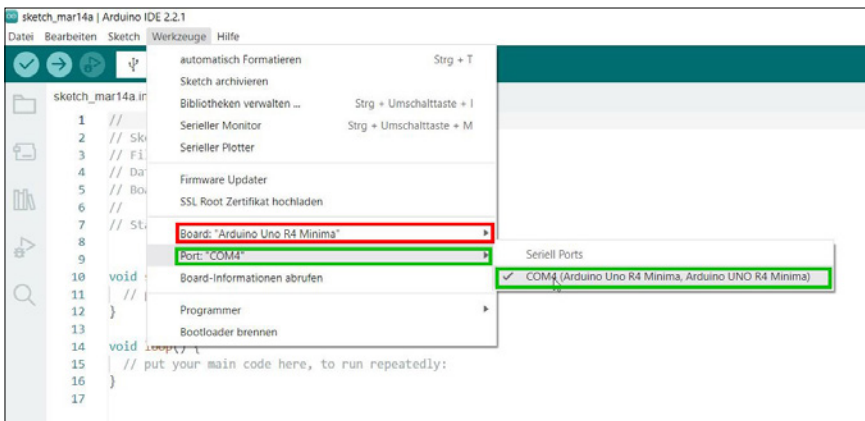 sketch_mar14a | Arduino IDE 2.2.1
Datei Bearbeiten Sketch Werkzeuge Hilfe
automatisch Formatieren Strg + T
Sketch archivieren
sketch_mar14a.in
Bibliotheken verwalten ... Strg + Umschalttaste + I
1 //
Serieller Monitor Strg + Umschalttaste + M
2 // Sk
Serieller Plotter
3 // Fi
4 // Da
Firmware Updater
5 // Boa
SSL Root Zertifikat hochladen
6 //
7 // Sta
Board: "Arduino Uno R4 Minima"
8
Port: "COM4" Seriell Ports
9
Board-Informationen abrufen COM4 (Arduino Uno R4 Minima, Arduino UNO R4 Minima)
10 void s
11 // p
Programmer
12 }
Bootloader brennen
13
14 void loop() {
15 // put your main code here, to run repeatedly:
16 }
17